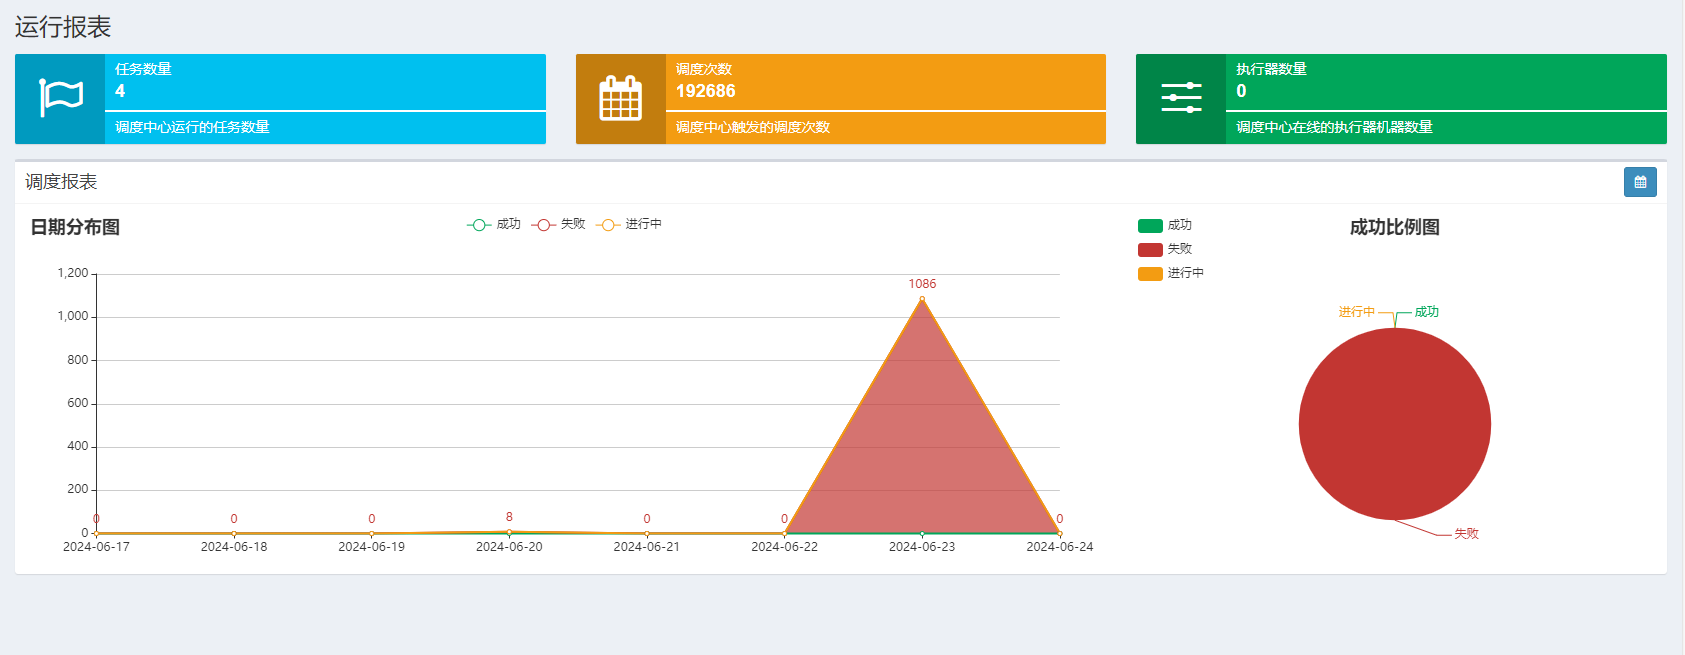 运行报表
任务数量
4
调度中心运行的任务数量
调度次数
192686
调度中心触发的调度次数
执行器数量
0
调度中心在线的执行器机器数量
调度报表
日期分布图
成功 失败 进行中
1,200
1,000
800
600
400
200
0
0 0 0 8 0 0 1086 0
2024-06-17 2024-06-18 2024-06-19 2024-06-20 2024-06-21 2024-06-22 2024-06-23 2024-06-24
成功
失败
进行中
成功比例图
进行中 成功
失败